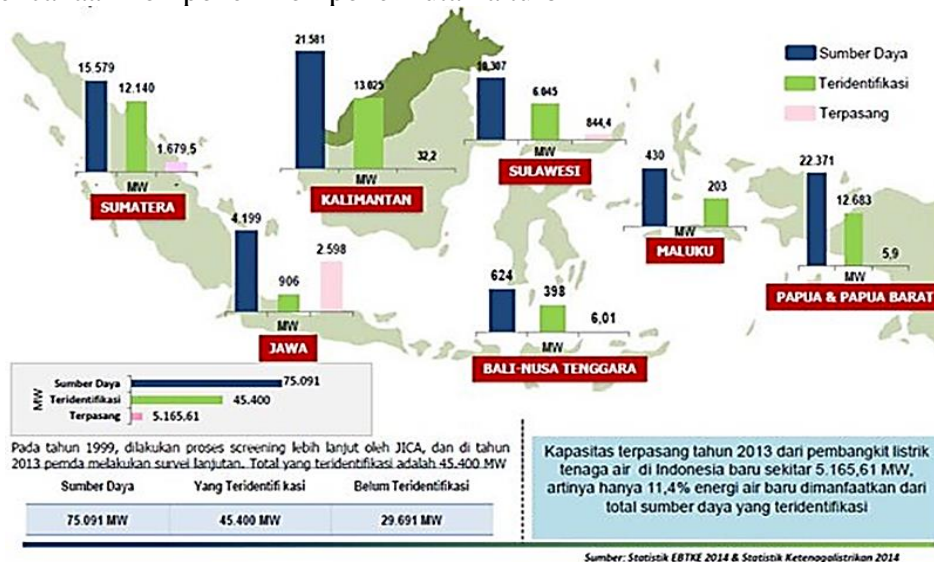 Sumber Daya
Teridentifikasi
Terpasang
15.579
12.140
1.679,5
MW
SUMATERA
21.581
13.025
32,2
MW
KALIMANTAN
10,307
6.045
844,4
MW
SULAWESI
430
203
MW
MALUKU
22.371
12.683
5,9
MW
PAPUA & PAPUA BARAT
4.199
906
2.598
MW
JAWA
624
398
6,01
MW
BALI-NUSA TENGGARA
MW
Sumber Daya 75.091
Teridentifikasi 45.400
Terpasang 5.165,61
Pada tahun 1999, dilakukan proses screening lebih lanjut oleh JICA, dan di tahun
2013 pemda melakukan survei lanjutan. Total yang teridentifikasi adalah 45.400 MW
Sumber Daya Yang Teridentifikasi Belum Teridentifikasi
75.091 MW 45.400 MW 29.691 MW
Kapasitas terpasang tahun 2013 dari pembangkit listrik
tenaga air di Indonesia baru sekitar 5.165,61 MW,
artinya hanya 11,4% energi air baru dimanfaatkan dari
total sumber daya yang teridentifikasi
Sumber: Statistik EBTKE 2014 & Statistik Ketenagalistrikan 2014